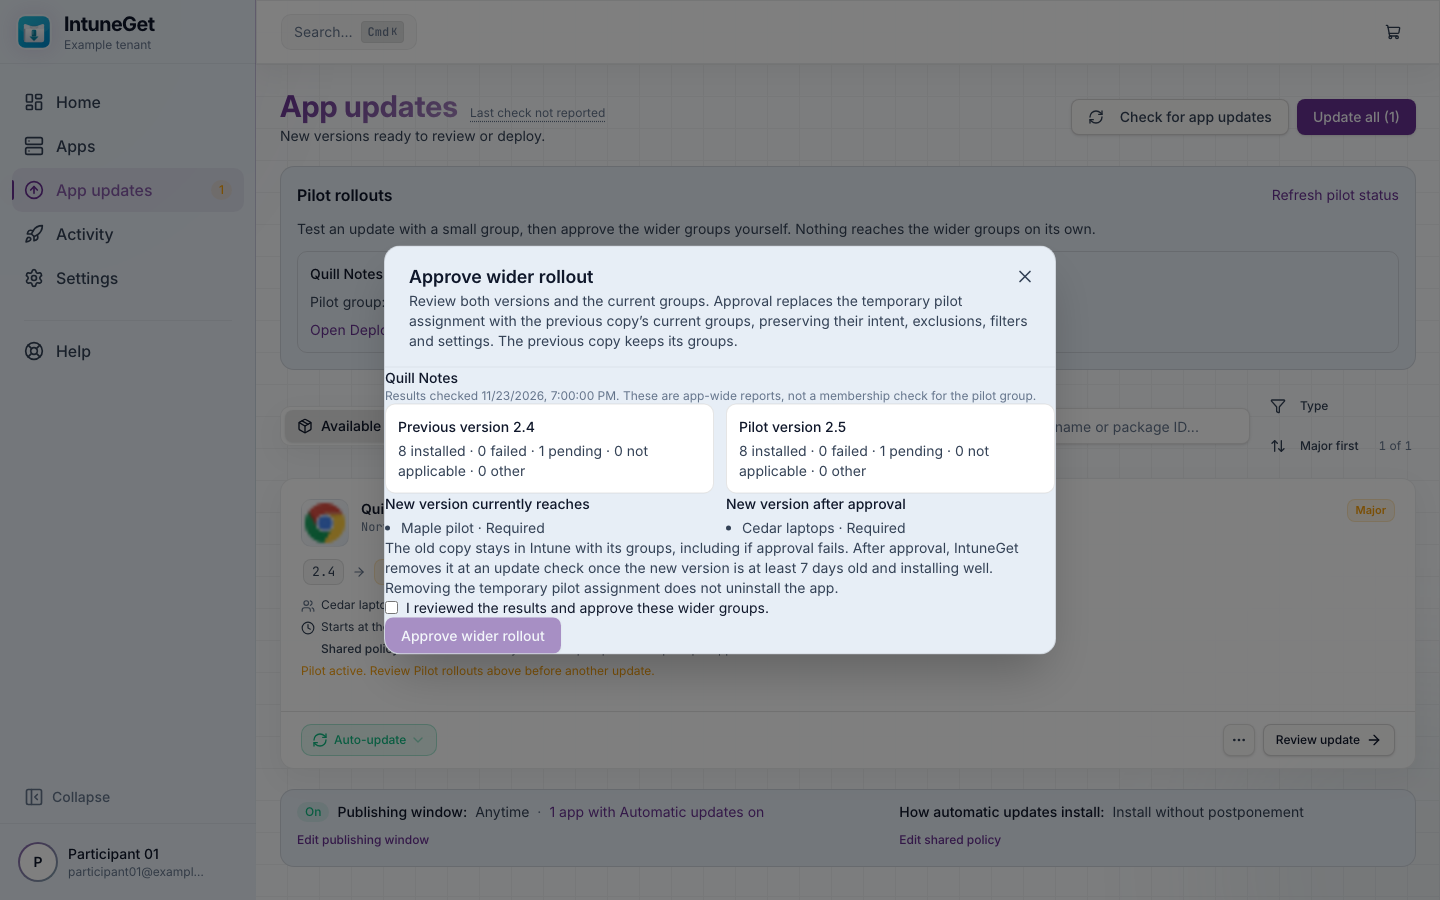 IntuneGet
Example tenant
Search... Cmd K
Home
Apps
App updates 1
Activity
Settings
Help
Collapse
P
Participant 01
participant01@exampl...
App updates Last check not reported
New versions ready to review or deploy.
Check for app updates
Update all (1)
Pilot rollouts
Refresh pilot status
Test an update with a small group, then approve the wider groups yourself. Nothing reaches the wider groups on its own.
Quill Notes
Pilot group:
Open
Approve wider rollout
Review both versions and the current groups. Approval replaces the temporary pilot
assignment with the previous copy’s current groups, preserving their intent, exclusions, filters
and settings. The previous copy keeps its groups.
Quill Notes
Results checked 11/23/2026, 7:00:00 PM. These are app-wide reports, not a membership check for the pilot group.
Previous version 2.4
8 installed · 0 failed · 1 pending · 0 not
applicable · 0 other
Pilot version 2.5
8 installed · 0 failed · 1 pending · 0 not
applicable · 0 other
New version currently reaches
• Maple pilot · Required
New version after approval
• Cedar laptops · Required
The old copy stays in Intune with its groups, including if approval fails. After approval, IntuneGet
removes it at an update check once the new version is at least 7 days old and installing well.
Removing the temporary pilot assignment does not uninstall the app.
I reviewed the results and approve these wider groups.
Approve wider rollout
Available
name or package ID...
Type
Major first 1 of 1
Major
2.4
Cedar
Starts at
Shared
Pilot active. Review Pilot rollouts above before another update.
Auto-update
Review update
On Publishing window: Anytime · 1 app with Automatic updates on
Edit publishing window
How automatic updates install: Install without postponement
Edit shared policy